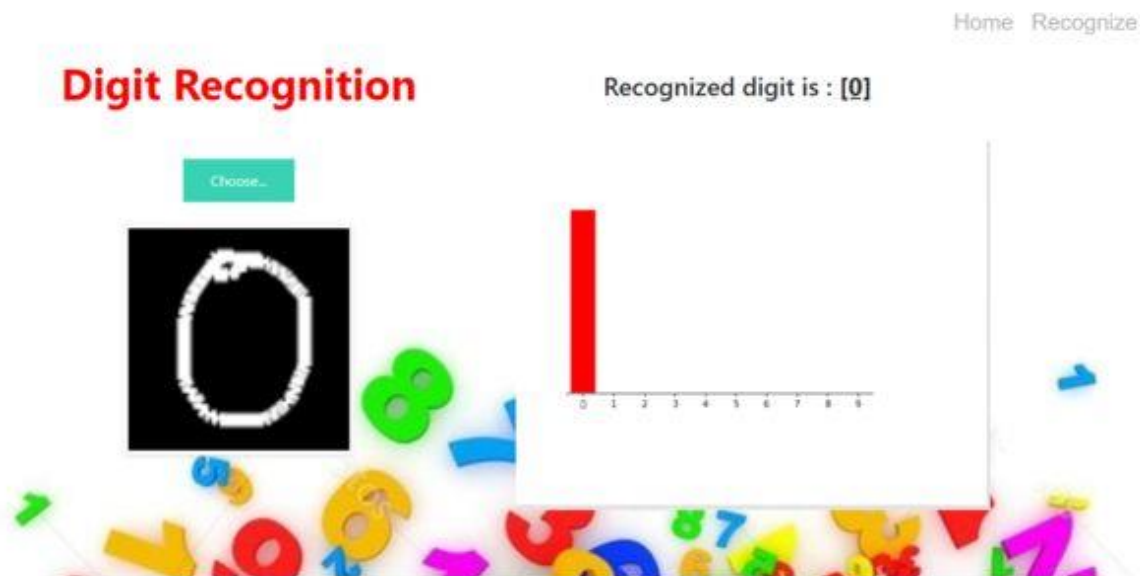 Home Recognize
Digit Recognition
Recognized digit is : [0]
Choose...
0
0 1 2 3 4 5 6 7 8 9